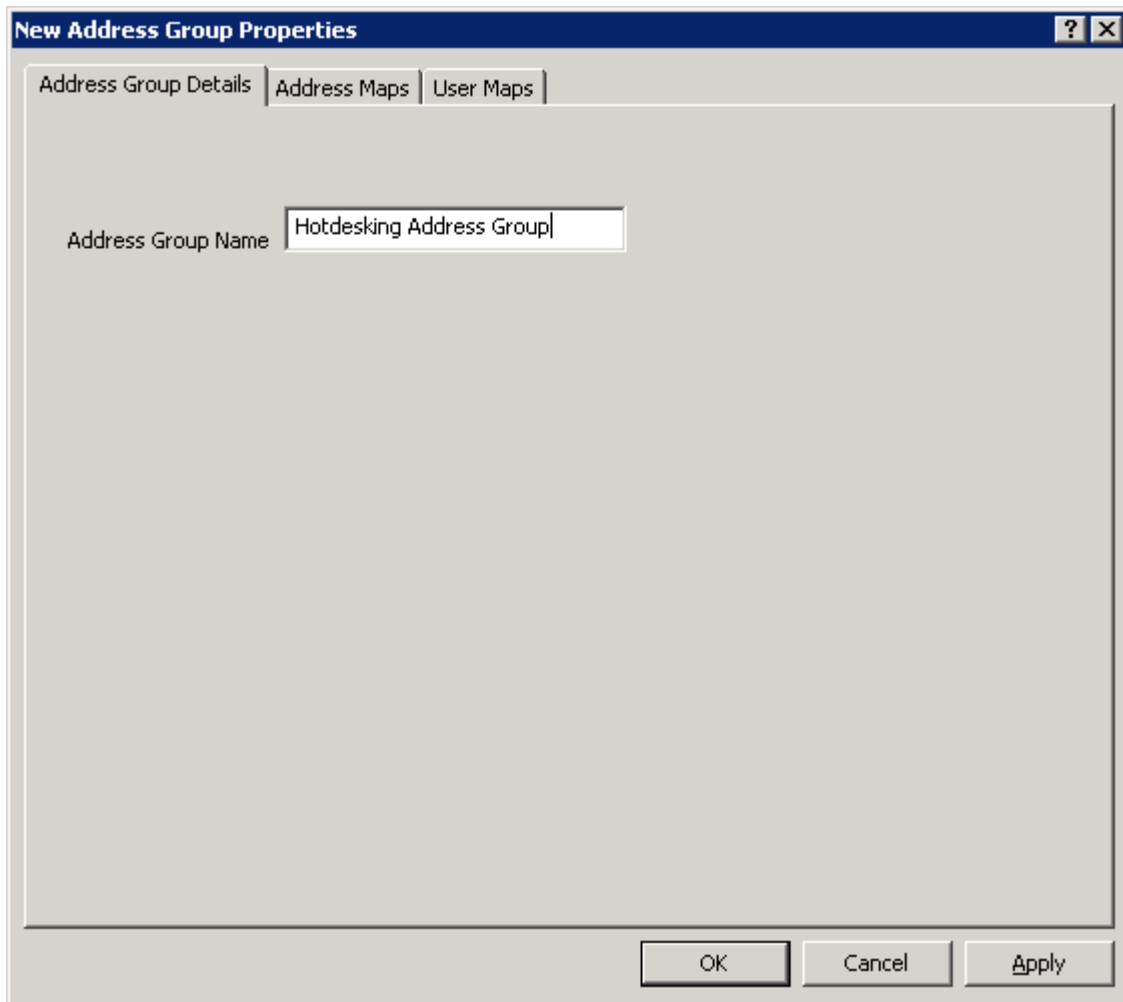 New Address Group Properties
?
Address Group Details
Address Maps
User Maps
Address Group Name
Hotdesking Address Group
OK
Cancel
Apply